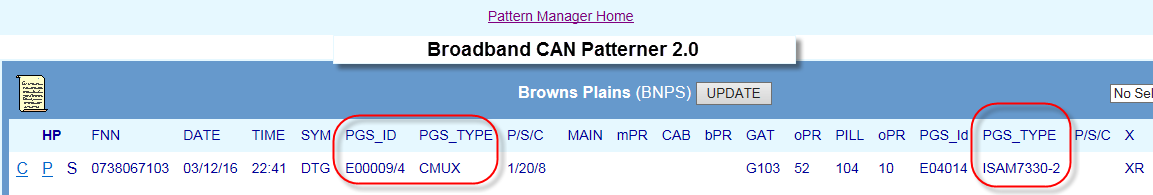 Pattern Manager Home
Broadband CAN Patterner 2.0
Browns Plains (BNPS) UPDATE No Sel
HP FNN DATE TIME SYM PGS_ID PGS_TYPE P/S/C MAIN mPR CAB bPR GAT oPR PILL oPR PGS_Id PGS_TYPE P/S/C X
C P S 0738067103 03/12/16 22:41 DTG E00009/4 CMUX 1/20/8 G103 52 104 10 E04014 ISAM7330-2 XR